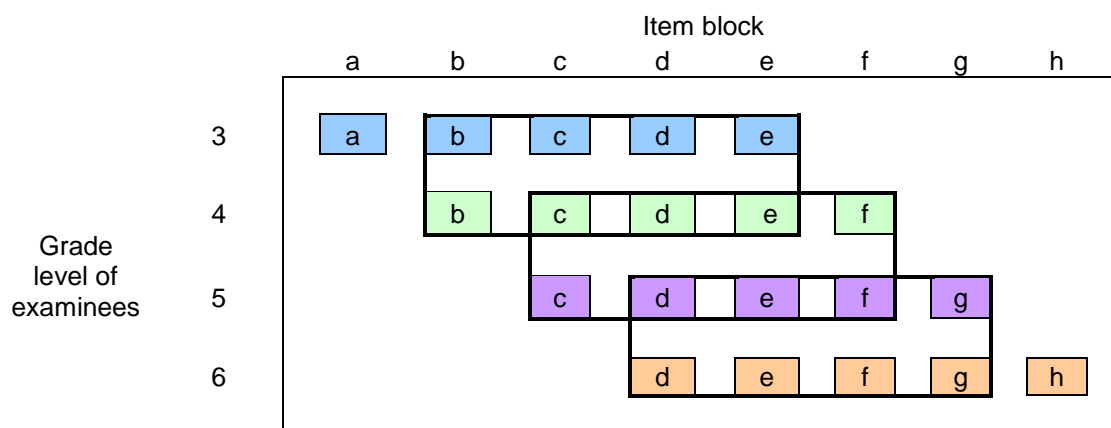 Item block
a b c d e f g h
3 a b c d e
4 b c d e f
Grade
level of
examinees
5 c d e f g
6 d e f g h